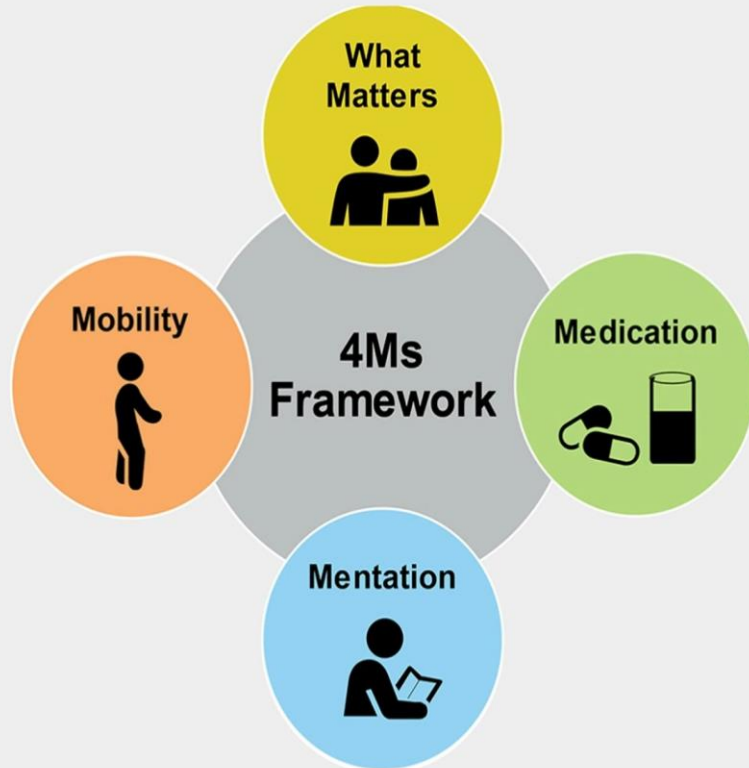 What
Matters
Mobility
4Ms
Framework
Medication
Mentation